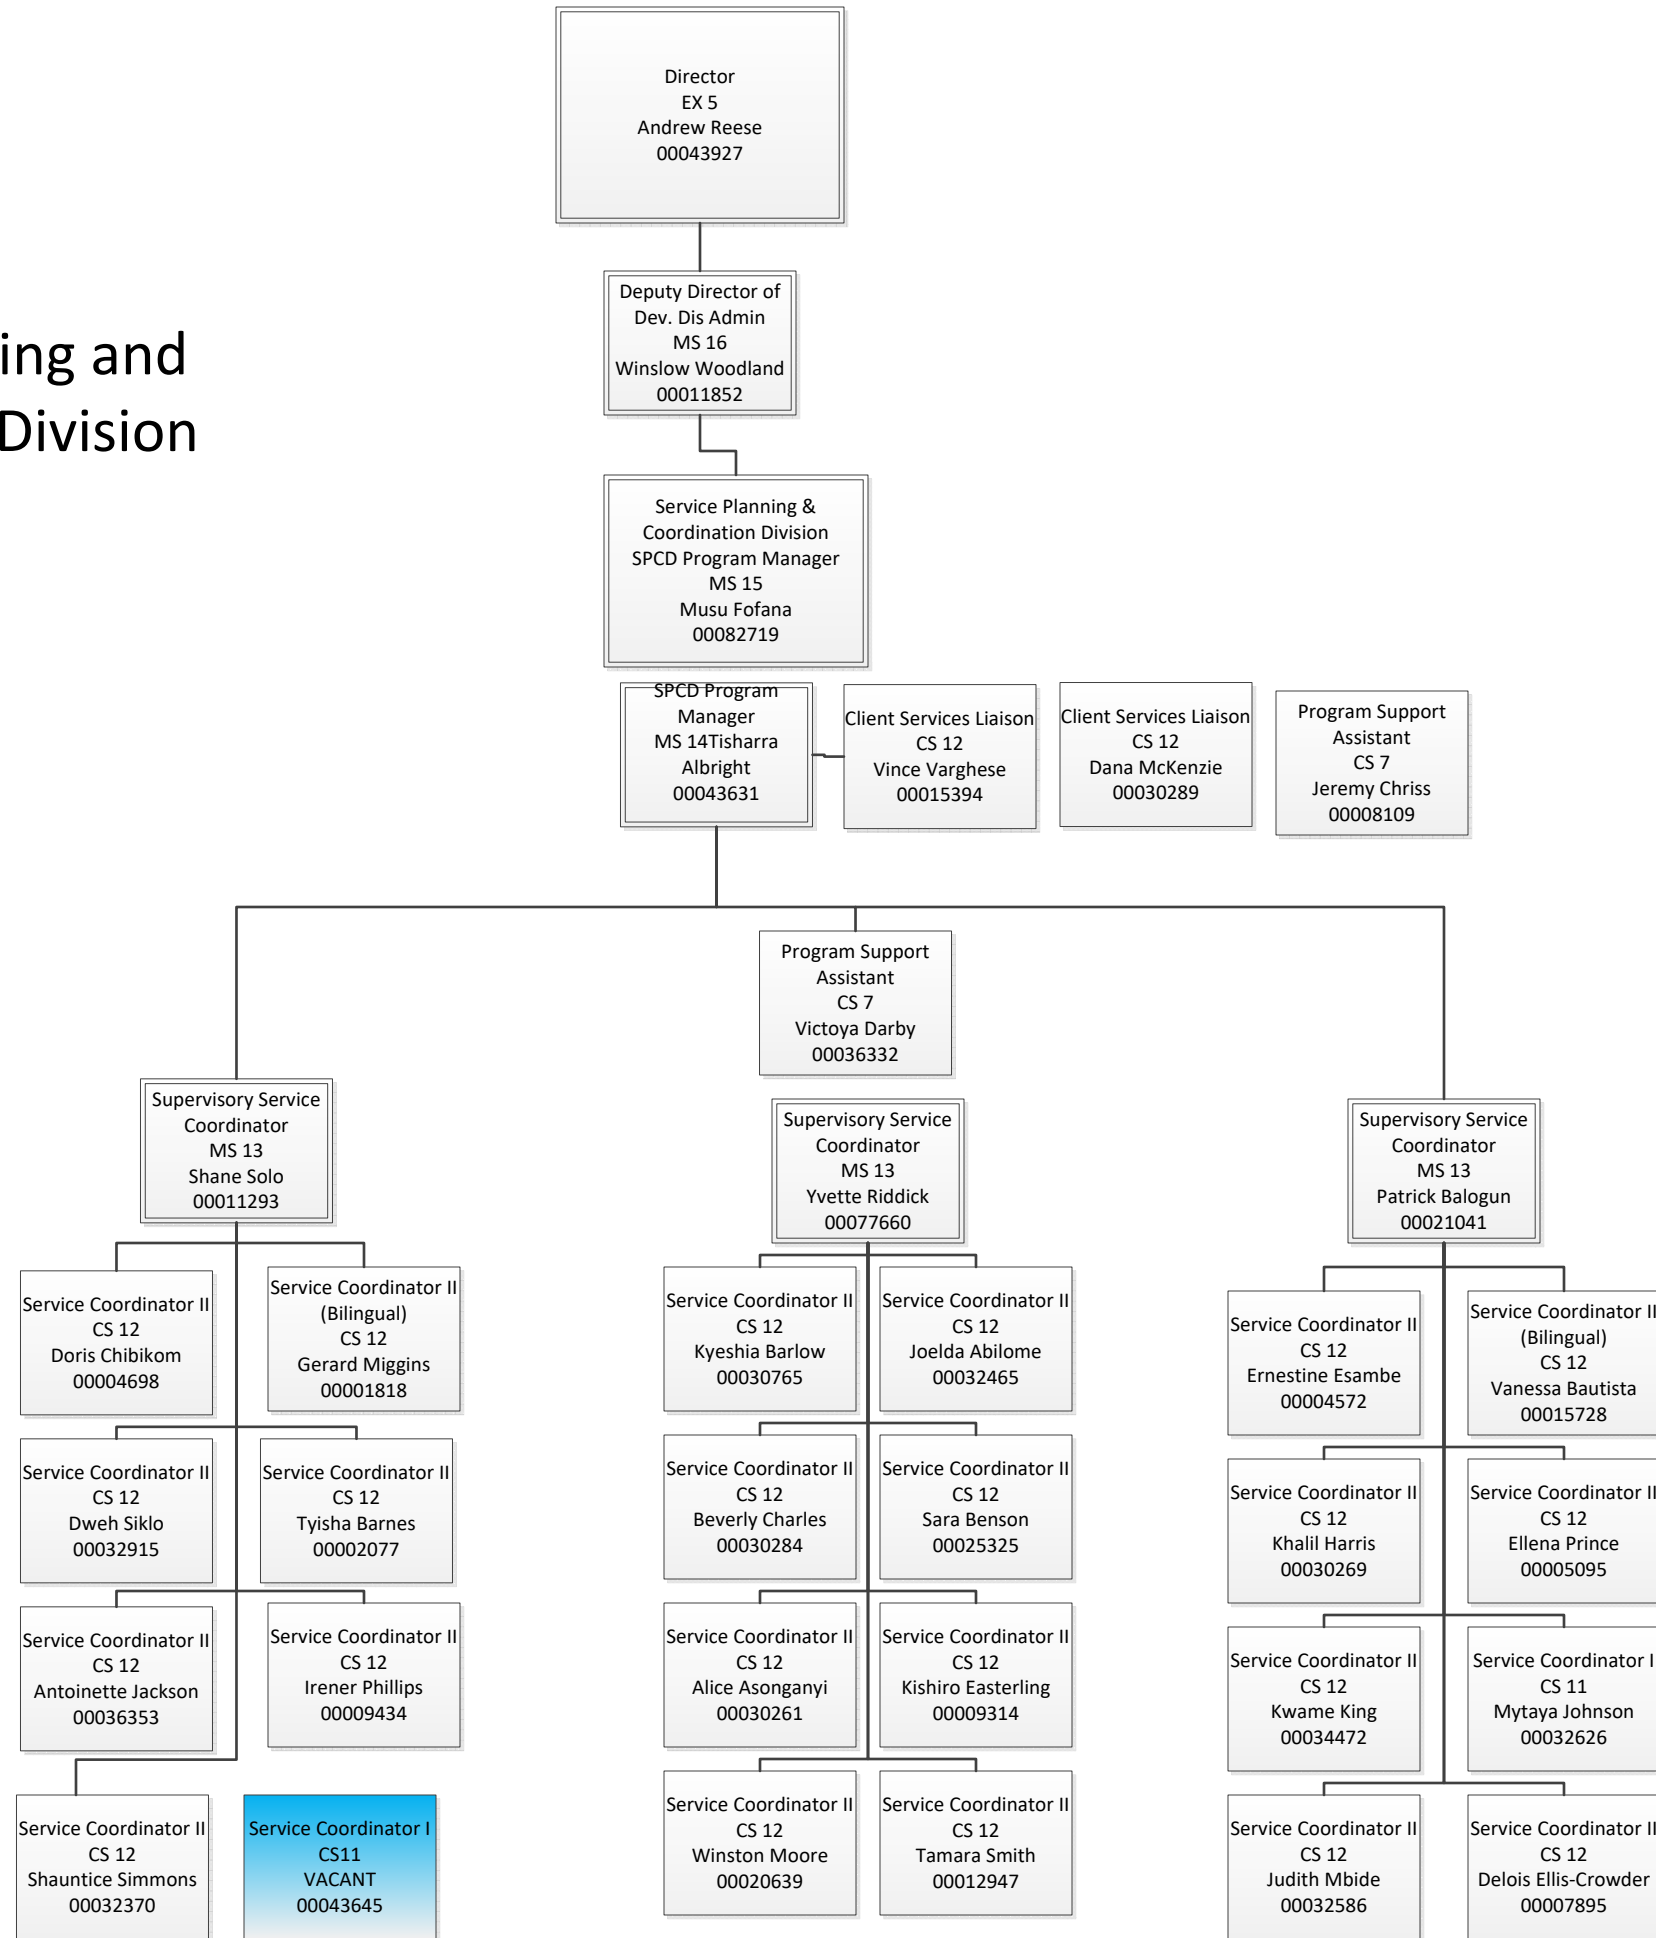 Director
EX 5
Andrew Reese
00043927
Deputy Director of
Dev. Dis Admin
MS 16
Winslow Woodland
00011852
ing and
Division
Service Planning &
Coordination Division
SPCD Program Manager
MS 15
Musu Fofana
00082719
SPCD Program
Manager
MS 14Tisharra
Albright
00043631
Client Services Liaison
CS 12
Vince Varghese
00015394
Client Services Liaison
CS 12
Dana McKenzie
00030289
Program Support
Assistant
CS 7
Jeremy Chriss
00008109
Program Support
Assistant
CS 7
Victoya Darby
00036332
Supervisory Service
Coordinator
MS 13
Shane Solo
00011293
Supervisory Service
Coordinator
MS 13
Yvette Riddick
00077660
Supervisory Service
Coordinator
MS 13
Patrick Balogun
00021041
Service Coordinator II
CS 12
Doris Chibikom
00004698
Service Coordinator II
(Bilingual)
CS 12
Gerard Miggins
00001818
Service Coordinator II
CS 12
Kyeshia Barlow
00030765
Service Coordinator II
CS 12
Joelda Abilome
00032465
Service Coordinator II
CS 12
Ernestine Esambe
00004572
Service Coordinator II
(Bilingual)
CS 12
Vanessa Bautista
00015728
Service Coordinator II
CS 12
Dweh Siklo
00032915
Service Coordinator II
CS 12
Tyisha Barnes
00002077
Service Coordinator II
CS 12
Beverly Charles
00030284
Service Coordinator II
CS 12
Sara Benson
00025325
Service Coordinator II
CS 12
Khalil Harris
00030269
Service Coordinator II
CS 12
Ellena Prince
00005095
Service Coordinator II
CS 12
Antoinette Jackson
00036353
Service Coordinator II
CS 12
Irener Phillips
00009434
Service Coordinator II
CS 12
Alice Asonganyi
00030261
Service Coordinator II
CS 12
Kishiro Easterling
00009314
Service Coordinator II
CS 12
Kwame King
00034472
Service Coordinator I
CS 11
Mytaya Johnson
00032626
Service Coordinator II
CS 12
Shauntice Simmons
00032370
Service Coordinator I
CS11
VACANT
00043645
Service Coordinator II
CS 12
Winston Moore
00020639
Service Coordinator II
CS 12
Tamara Smith
00012947
Service Coordinator II
CS 12
Judith Mbide
00032586
Service Coordinator II
CS 12
Delois Ellis-Crowder
00007895